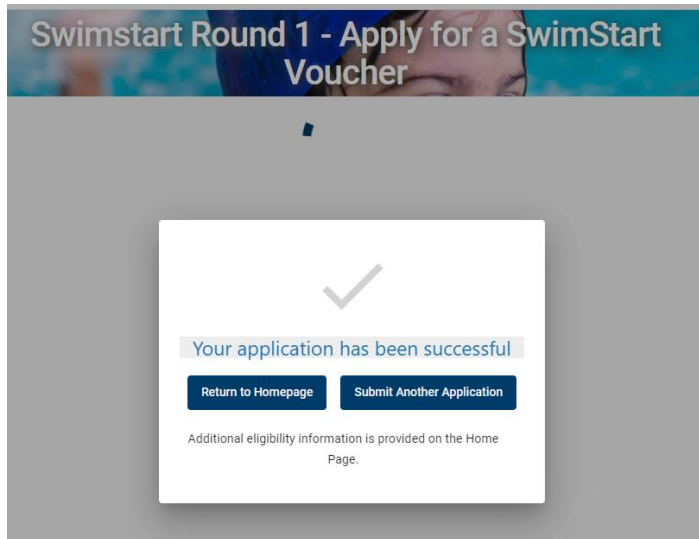 Swimstart Round 1 - Apply for a SwimStart
Voucher
Your application has been successful
Return to Homepage
Submit Another Application
Additional eligibility information is provided on the Home
Page.